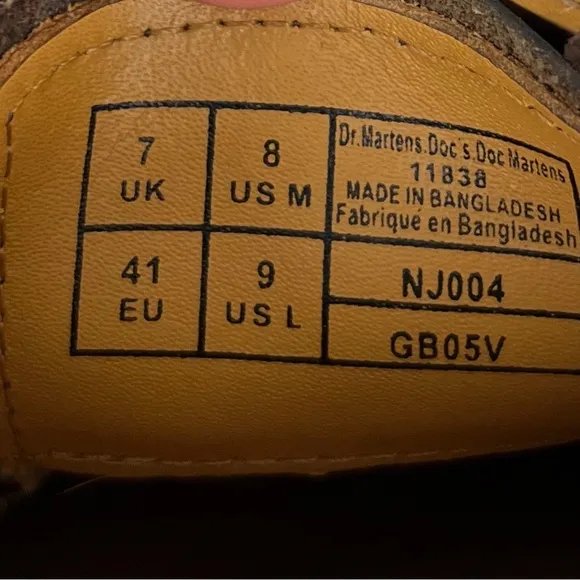 7
UK
8
US M
Dr.Martens.Doc's.Doc Martens
11838
MADE IN BANGLADESH
Fabriqué en Bangladesh
41
EU
9
US L
NJ004
GB05V